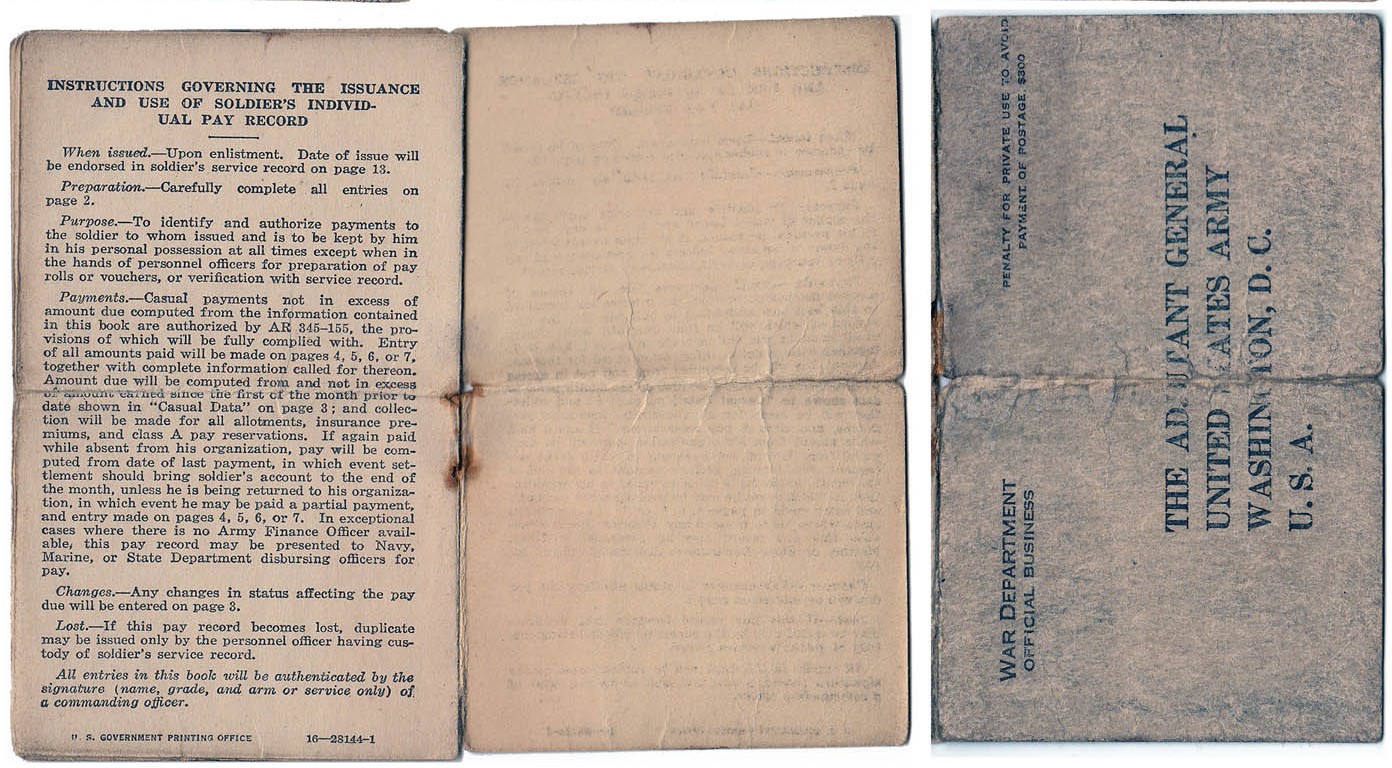 INSTRUCTIONS GOVERNING THE ISSUANCE
AND USE OF SOLDIER'S INDIVID-
UAL PAY RECORD
When issued.—Upon enlistment. Date of issue will
be endorsed in soldier's service record on page 13.
Preparation.—Carefully complete all entries on
page 2.
Purpose.—To identify and authorize payments to
the soldier to whom issued and is to be kept by him
in his personal possession at all times except when in
the hands of personnel officers for preparation of pay
rolls or vouchers, or verification with service record.
Payments.—Casual payments not in excess of
amount due computed from the information contained
in this book are authorized by AR 345–155, the pro-
visions of which will be fully complied with. Entry
of all amounts paid will be made on pages 4, 5, 6, or 7,
together with complete information called for thereon.
Amount due will be computed from and not in excess
of amount earned since the first of the month prior to
date shown in "Casual Data" on page 3; and collec-
tion will be made for all allotments, insurance pre-
miums, and class A pay reservations. If again paid
while absent from his organization, pay will be com-
puted from date of last payment, in which event set-
tlement should bring soldier's account to the end of
the month, unless he is being returned to his organiza-
tion, in which event he may be paid a partial payment,
and entry made on pages 4, 5, 6, or 7. In exceptional
cases where there is no Army Finance Officer avail-
able, this pay record may be presented to Navy,
Marine, or State Department disbursing officers for
pay.
Changes.—Any changes in status affecting the pay
due will be entered on page 3.
Lost.—If this pay record becomes lost, duplicate
may be issued only by the personnel officer having cus-
tody of soldier's service record.
All entries in this book will be authenticated by the
signature (name, grade, and arm or service only) of
a commanding officer.
U. S. GOVERNMENT PRINTING OFFICE 16—28144-1
WAR DEPARTMENT
OFFICIAL BUSINESS
PENALTY FOR PRIVATE USE TO AVOID
PAYMENT OF POSTAGE, $300
THE ADJUTANT GENERAL
UNITED STATES ARMY
WASHINGTON, D. C.
U. S. A.